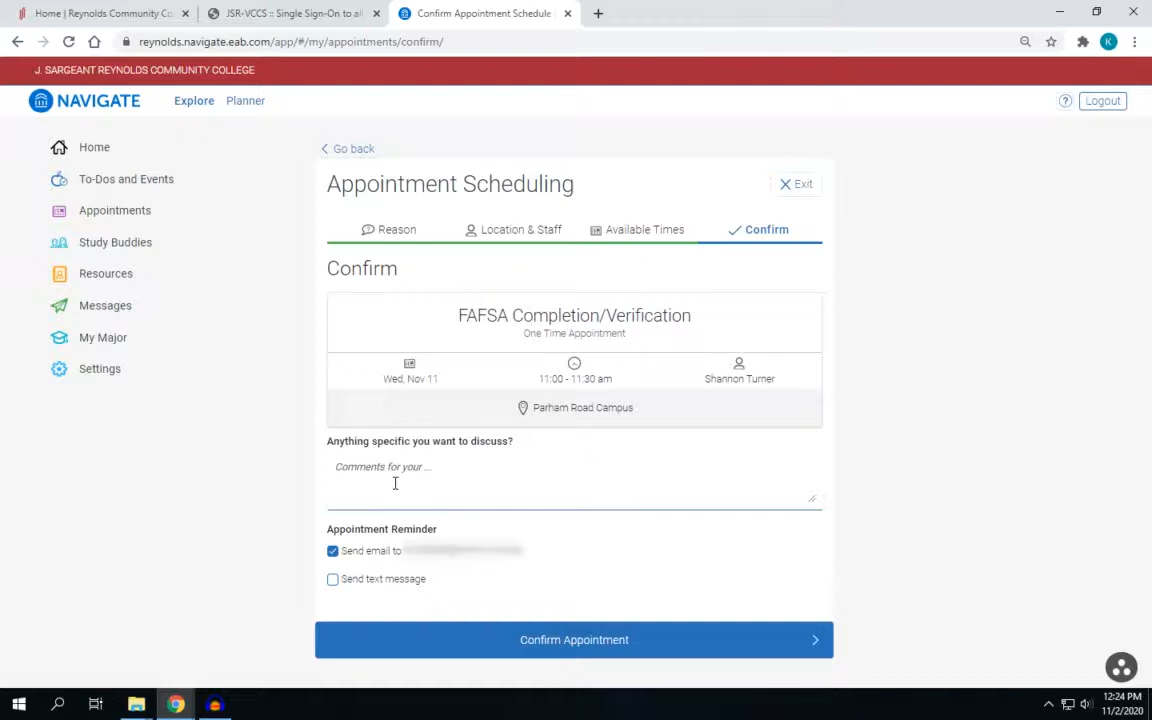 Home | Reynolds Community Co
JSR-VCCS :: Single Sign-On to al
Confirm Appointment Schedule
reynolds.navigate.eab.com/app/#/my/appointments/confirm/
K
J. SARGEANT REYNOLDS COMMUNITY COLLEGE
NAVIGATE
Explore
Planner
?
Logout
Home
To-Dos and Events
Appointments
Study Buddies
Resources
Messages
My Major
Settings
Go back
Appointment Scheduling
Exit
Reason
Location & Staff
Available Times
Confirm
Confirm
FAFSA Completion/Verification
One Time Appointment
Wed, Nov 11
11:00 - 11:30 am
Shannon Turner
Parham Road Campus
Anything specific you want to discuss?
Comments for your ...
Appointment Reminder
Send email to
Send text message
Confirm Appointment
12:24 PM
11/2/2020